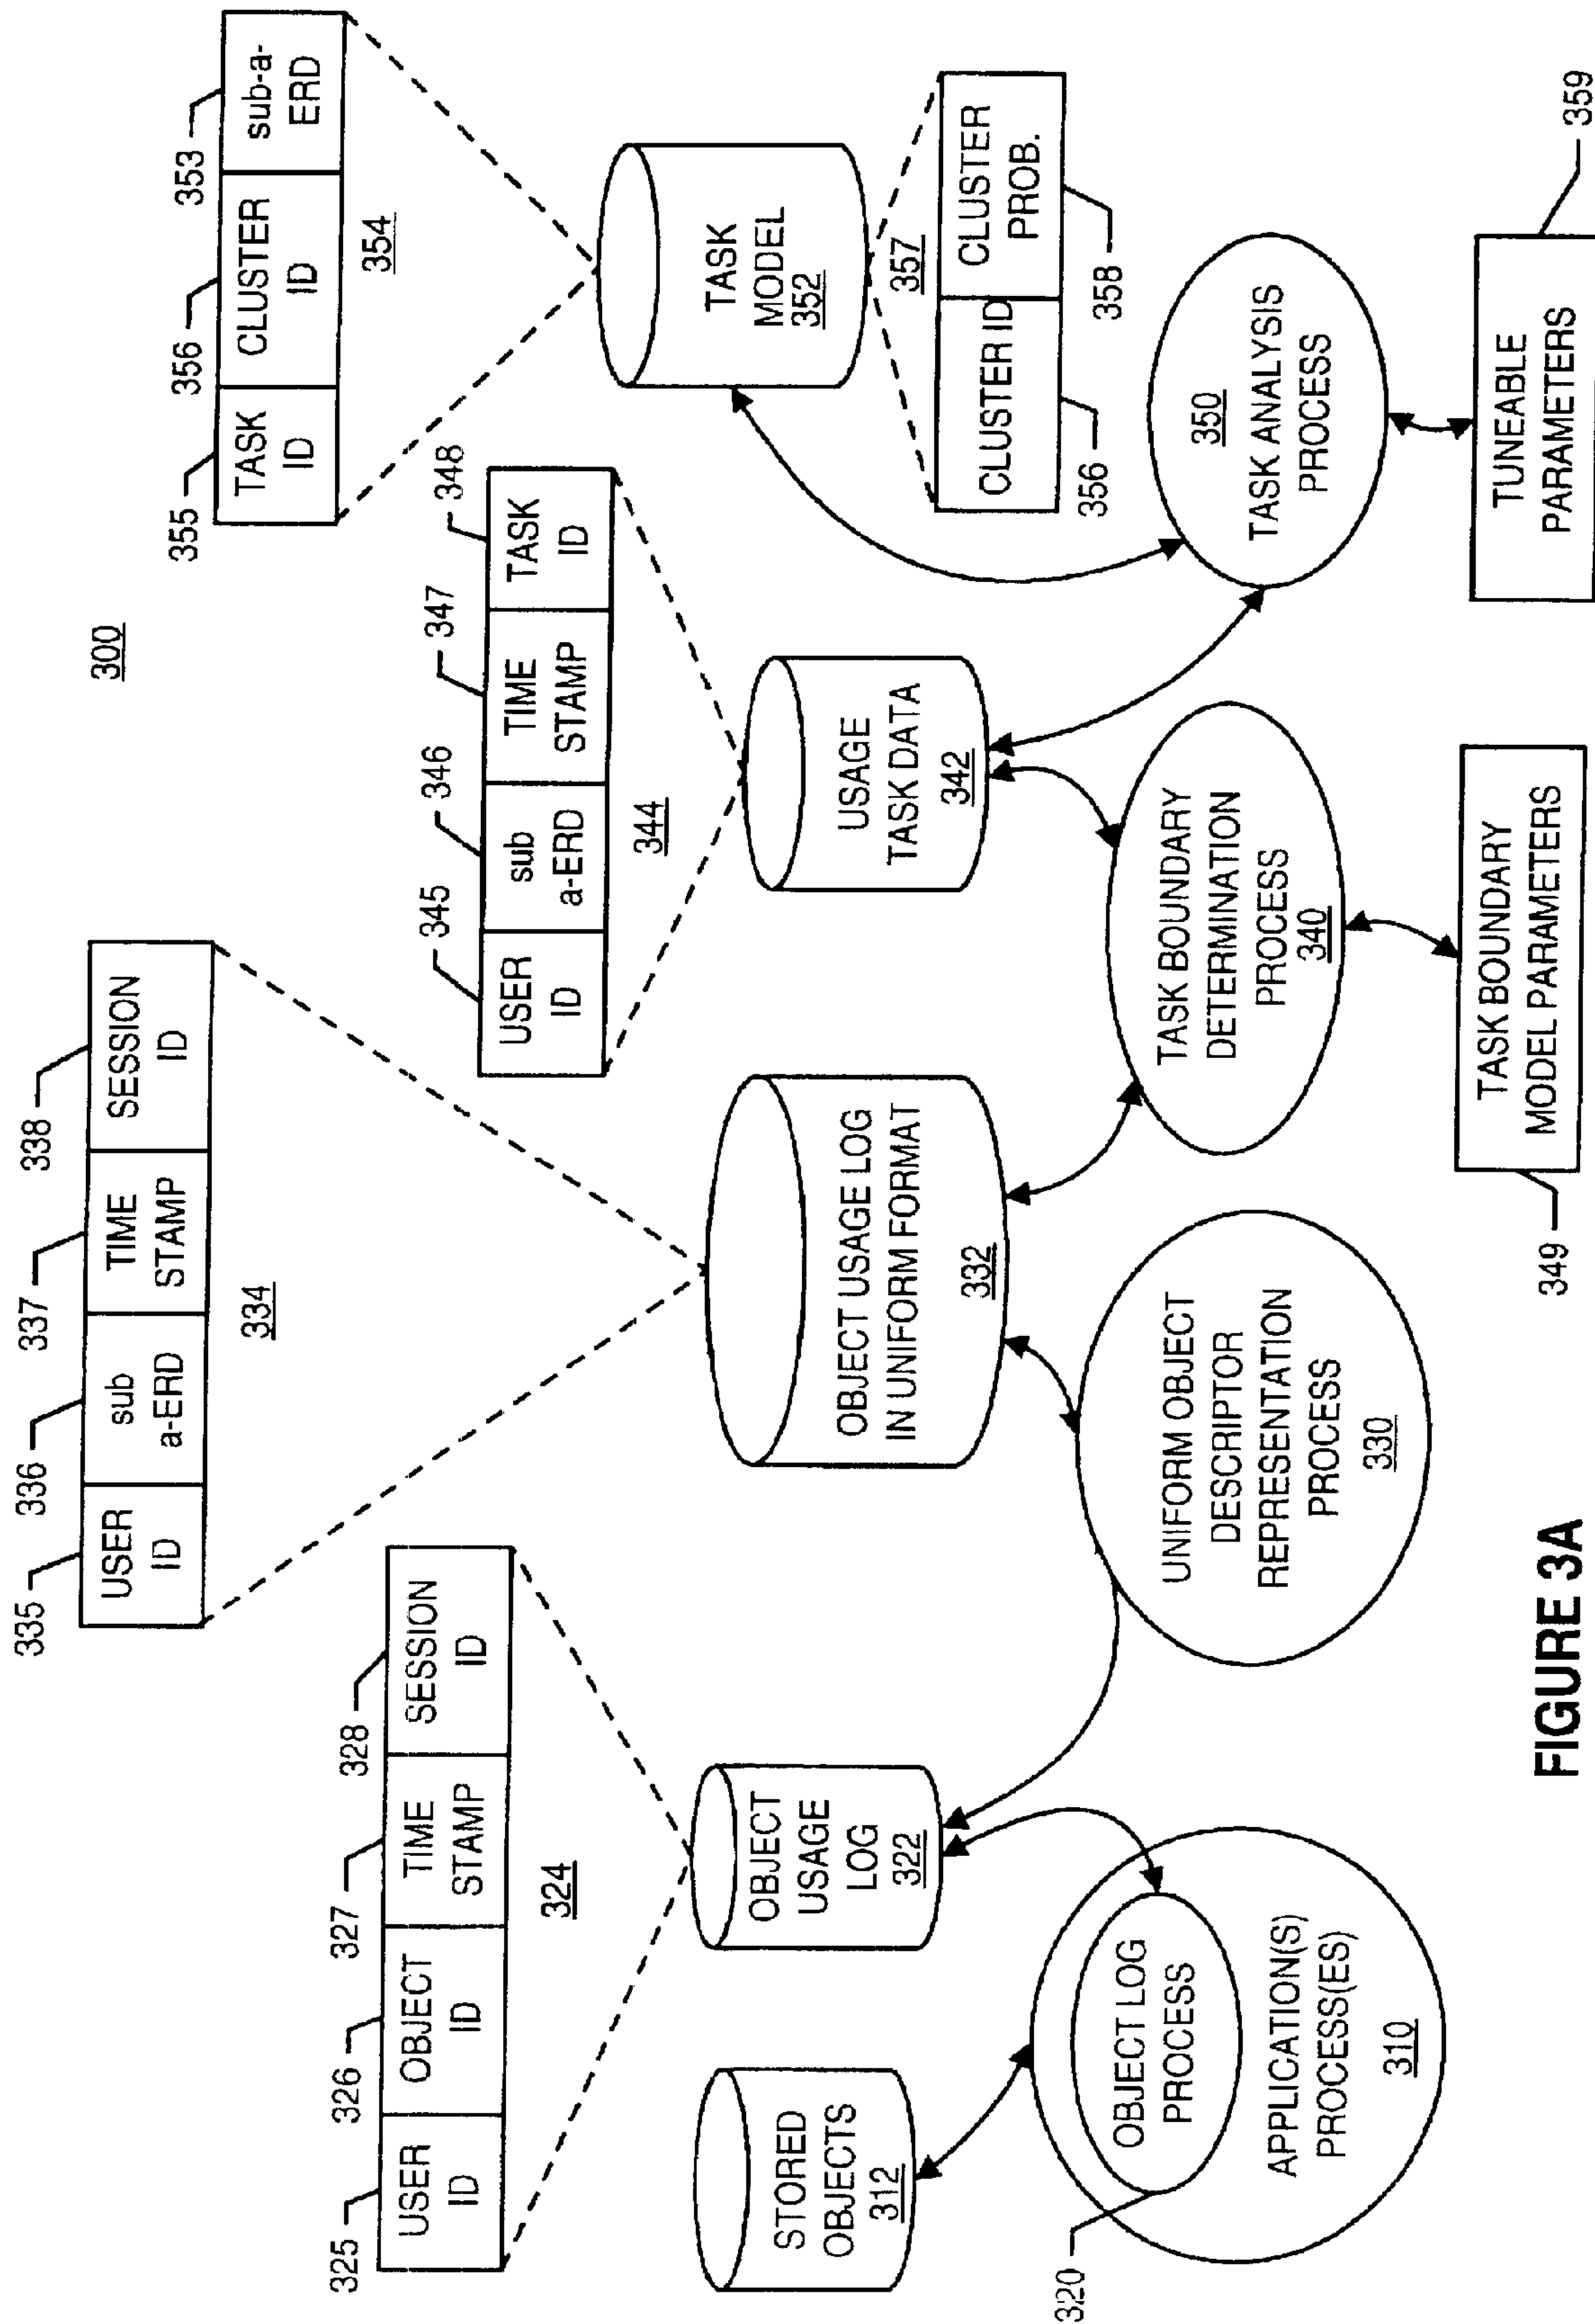 300
335
336
337
338
USER
ID
sub
a-ERD
TIME
STAMP
SESSION
ID
334
355
356
353
TASK
ID
CLUSTER
ID
sub-a-
ERD
354
325
326
327
328
USER
ID
OBJECT
ID
TIME
STAMP
SESSION
ID
324
345
346
347
348
USER
ID
sub
a-ERD
TIME
STAMP
TASK
ID
344
STORED
OBJECTS
312
OBJECT
USAGE
LOG
322
OBJECT USAGE LOG
IN UNIFORM FORMAT
332
USAGE
TASK DATA
342
TASK
MODEL
352
357
CLUSTER ID
CLUSTER
PROB.
356
358
320
OBJECT LOG
PROCESS
APPLICATION(S)
PROCESS(ES)
310
UNIFORM OBJECT
DESCRIPTOR
REPRESENTATION
PROCESS
330
TASK BOUNDARY
DETERMINATION
PROCESS
340
350
TASK ANALYSIS
PROCESS
349
TASK BOUNDARY
MODEL PARAMETERS
TUNEABLE
PARAMETERS
359
FIGURE 3A